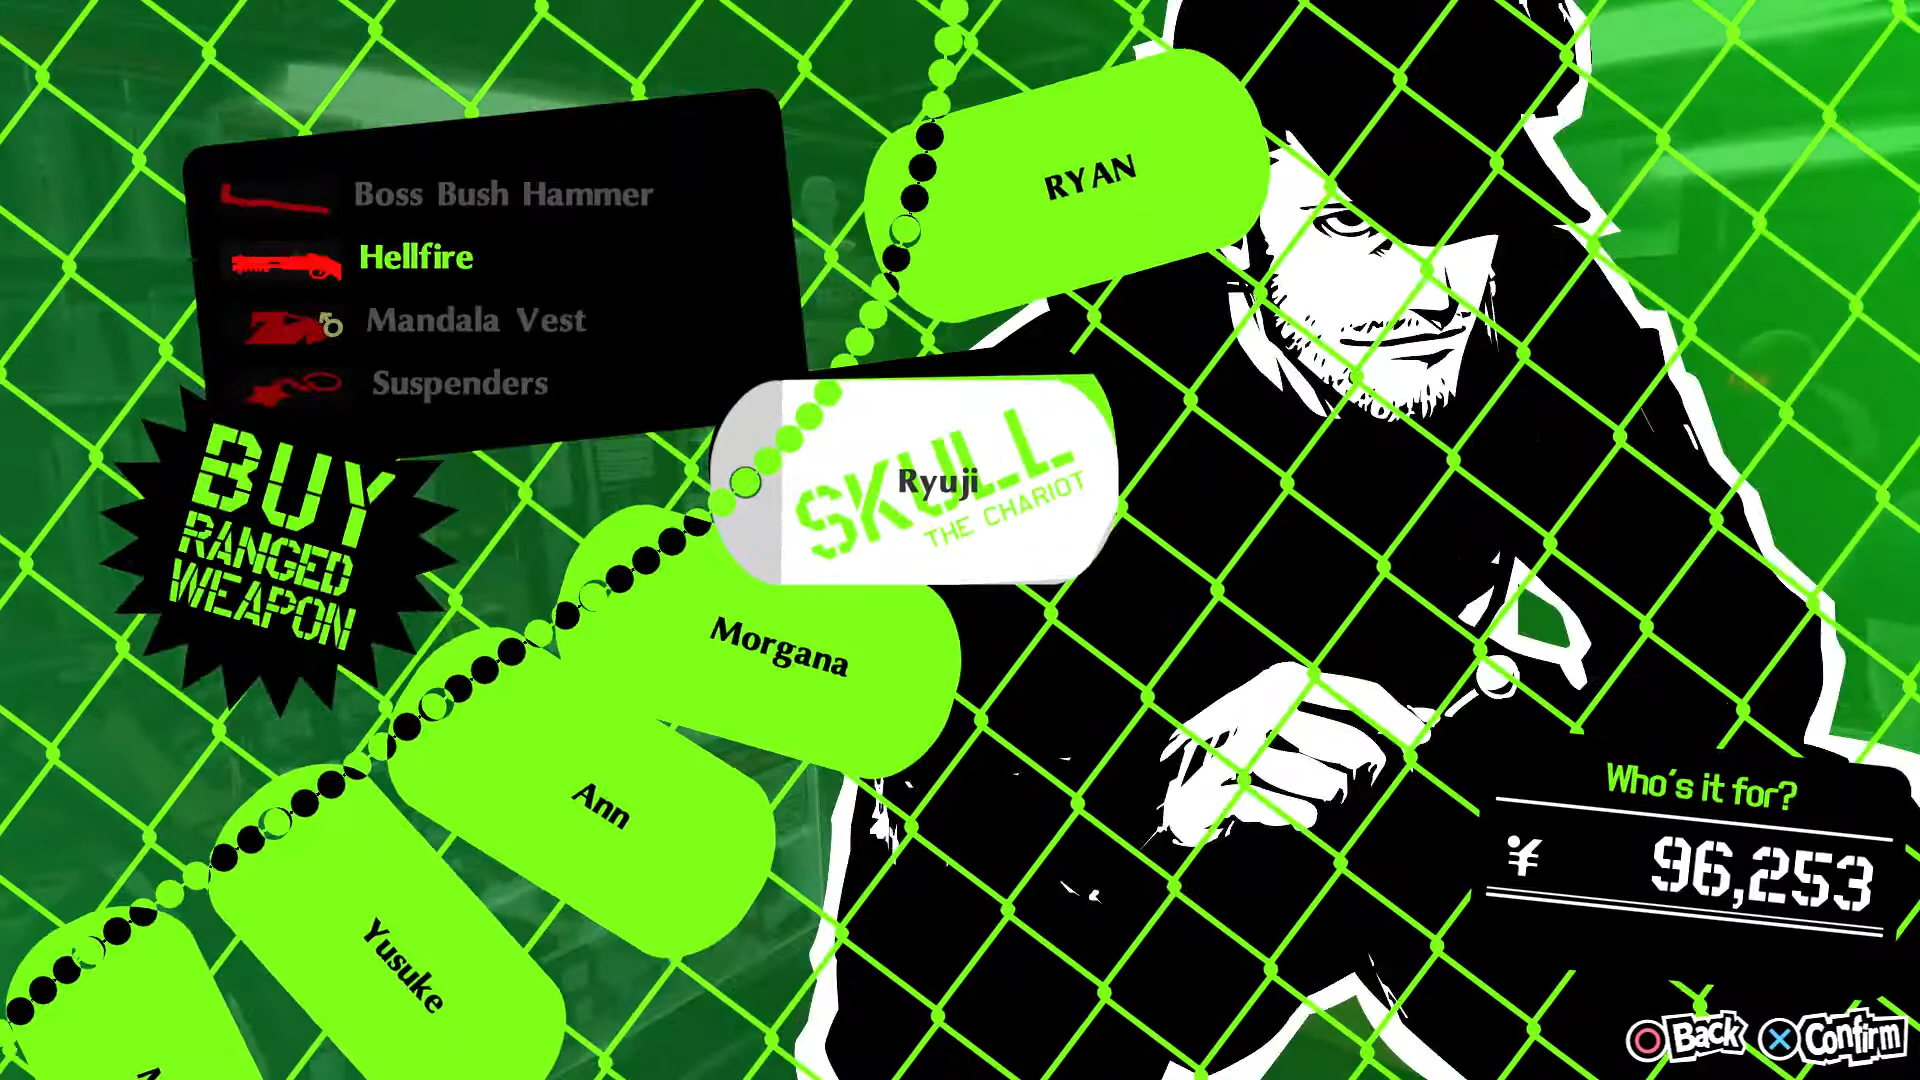 RYAN
Boss Bush Hammer
Hellfire
Mandala Vest
Suspenders
SKULL
THE CHARIOT
Ryuji
BUY
RANGED
WEAPON
Morgana
Ann
Yusuke
Who's it for?
¥ 96,253
Back Confirm